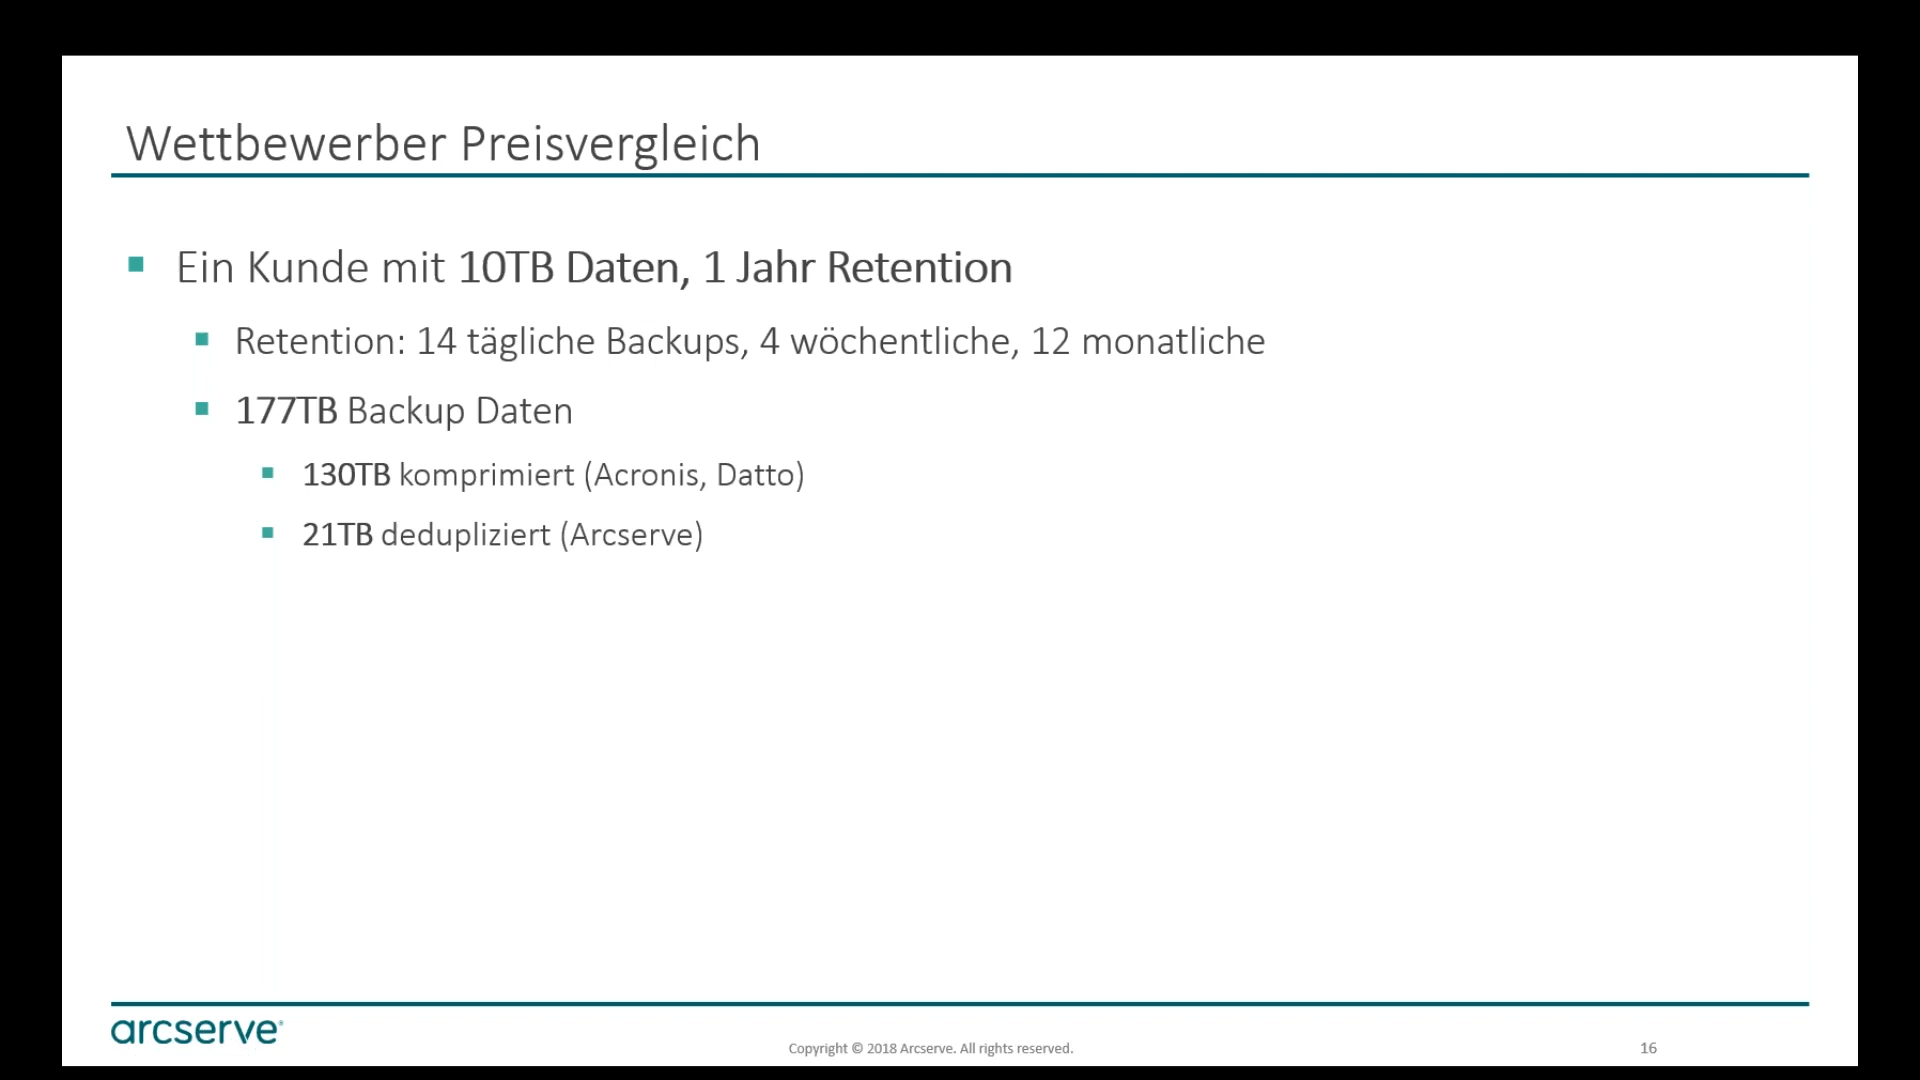 Wettbewerber Preisvergleich
Ein Kunde mit 10TB Daten, 1 Jahr Retention
Retention: 14 tägliche Backups, 4 wöchentliche, 12 monatliche
177TB Backup Daten
130TB komprimiert (Acronis, Datto)
21TB dedupliziert (Arcserve)
arcserve®
Copyright © 2018 Arcserve. All rights reserved.
16